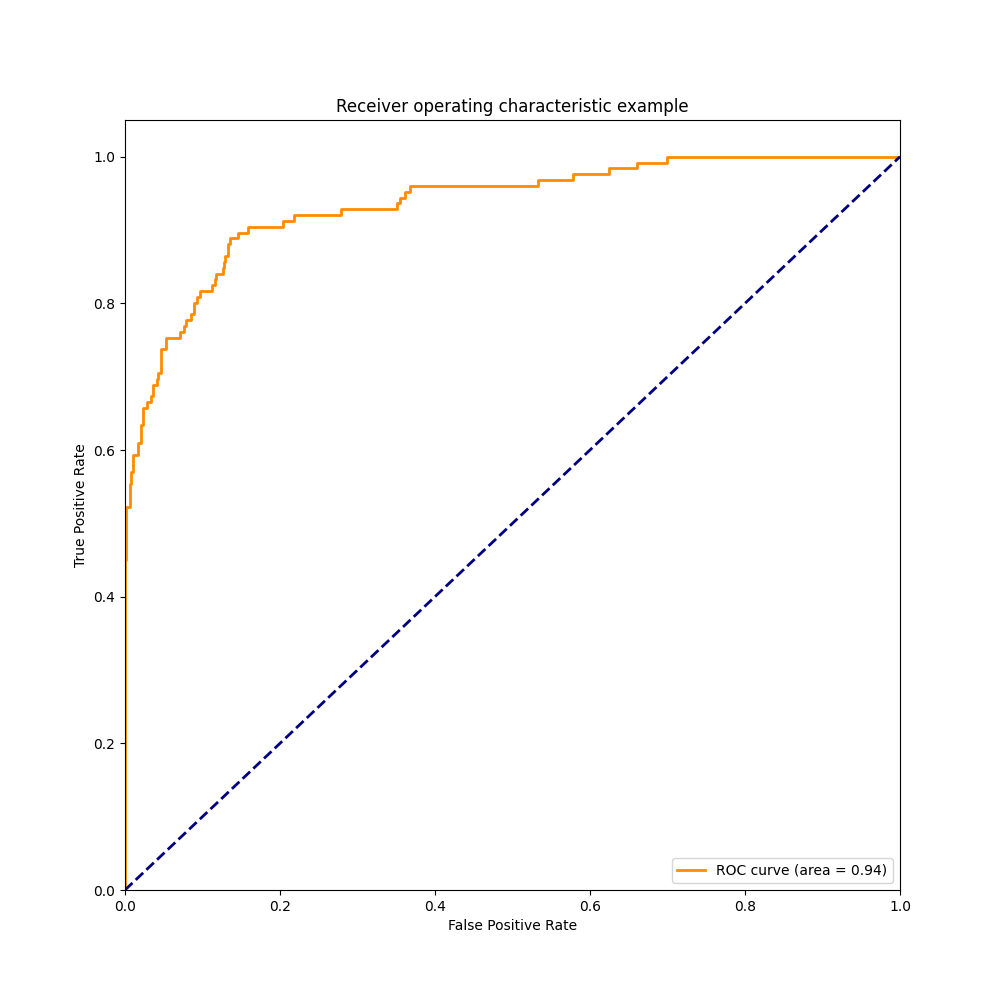 Receiver operating characteristic example
1.0
0.8
0.6
0.4
0.2
0.0
True Positive Rate
0.0 0.2 0.4 0.6 0.8 1.0
False Positive Rate
ROC curve (area = 0.94)